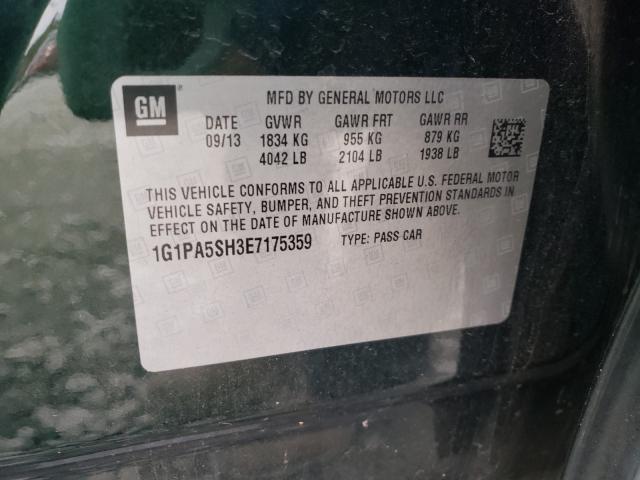 GM
MFD BY GENERAL MOTORS LLC
DATE GVWR GAWR FRT GAWR RR
09/13 1834 KG 955 KG 879 KG
4042 LB 2104 LB 1938 LB
THIS VEHICLE CONFORMS TO ALL APPLICABLE U.S. FEDERAL MOTOR
VEHICLE SAFETY, BUMPER, AND THEFT PREVENTION STANDARDS IN
EFFECT ON THE DATE OF MANUFACTURE SHOWN ABOVE.
1G1PA5SH3E7175359 TYPE: PASS CAR